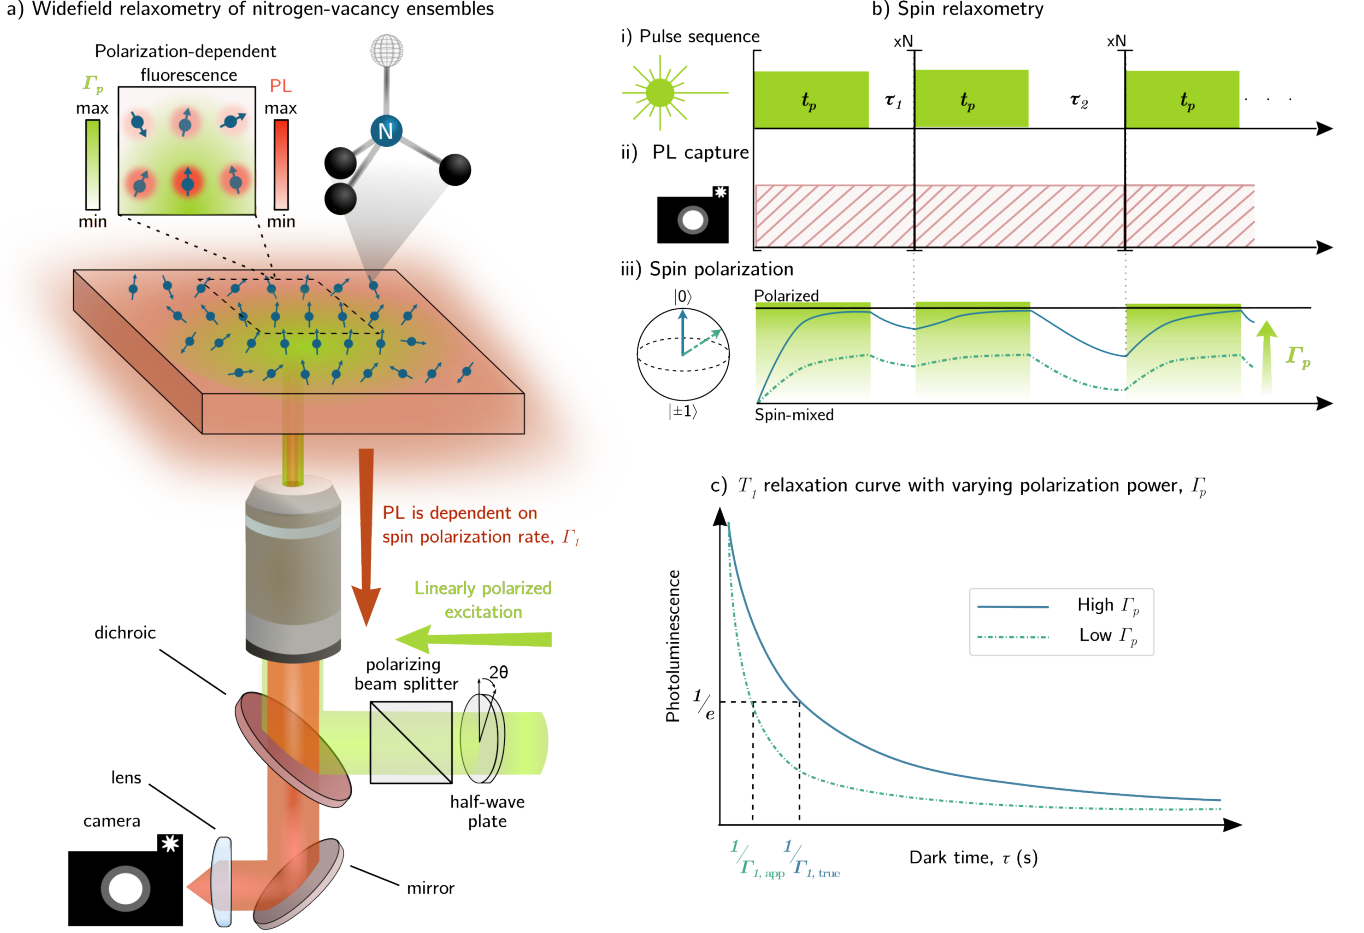 a) Widefield relaxometry of nitrogen-vacancy ensembles
Polarization-dependent
fluorescence
Γp
max
min
PL
max
min
N
PL is dependent on
spin polarization rate, Γ1
Linearly polarized
excitation
dichroic
polarizing
beam splitter
2θ
lens
half-wave
plate
camera
mirror
b) Spin relaxometry
i) Pulse sequence
xN
xN
tp
τ1
tp
τ2
tp
. . .
ii) PL capture
iii) Spin polarization
|0⟩
|±1⟩
Polarized
Γp
Spin-mixed
c) T1 relaxation curve with varying polarization power, Γp
Photoluminescence
High Γp
Low Γp
1/e
1/Γ1, app
1/Γ1, true
Dark time, τ (s)